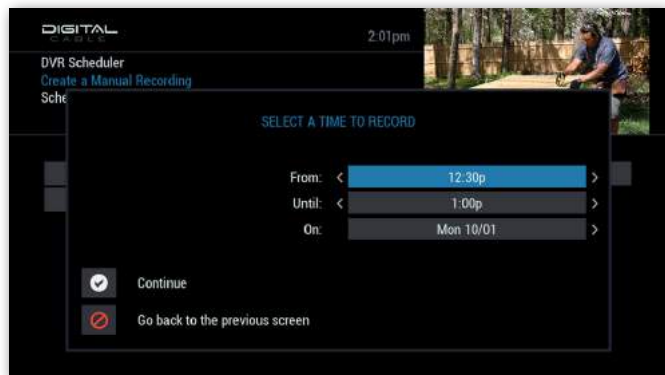 DIGITAL
CABLE
2:01pm
DVR Scheduler
Create a Manual Recording
SELECT A TIME TO RECORD
From: < 12:30p >
Until: < 1:00p >
On: Mon 10/01 >
Continue
Go back to the previous screen